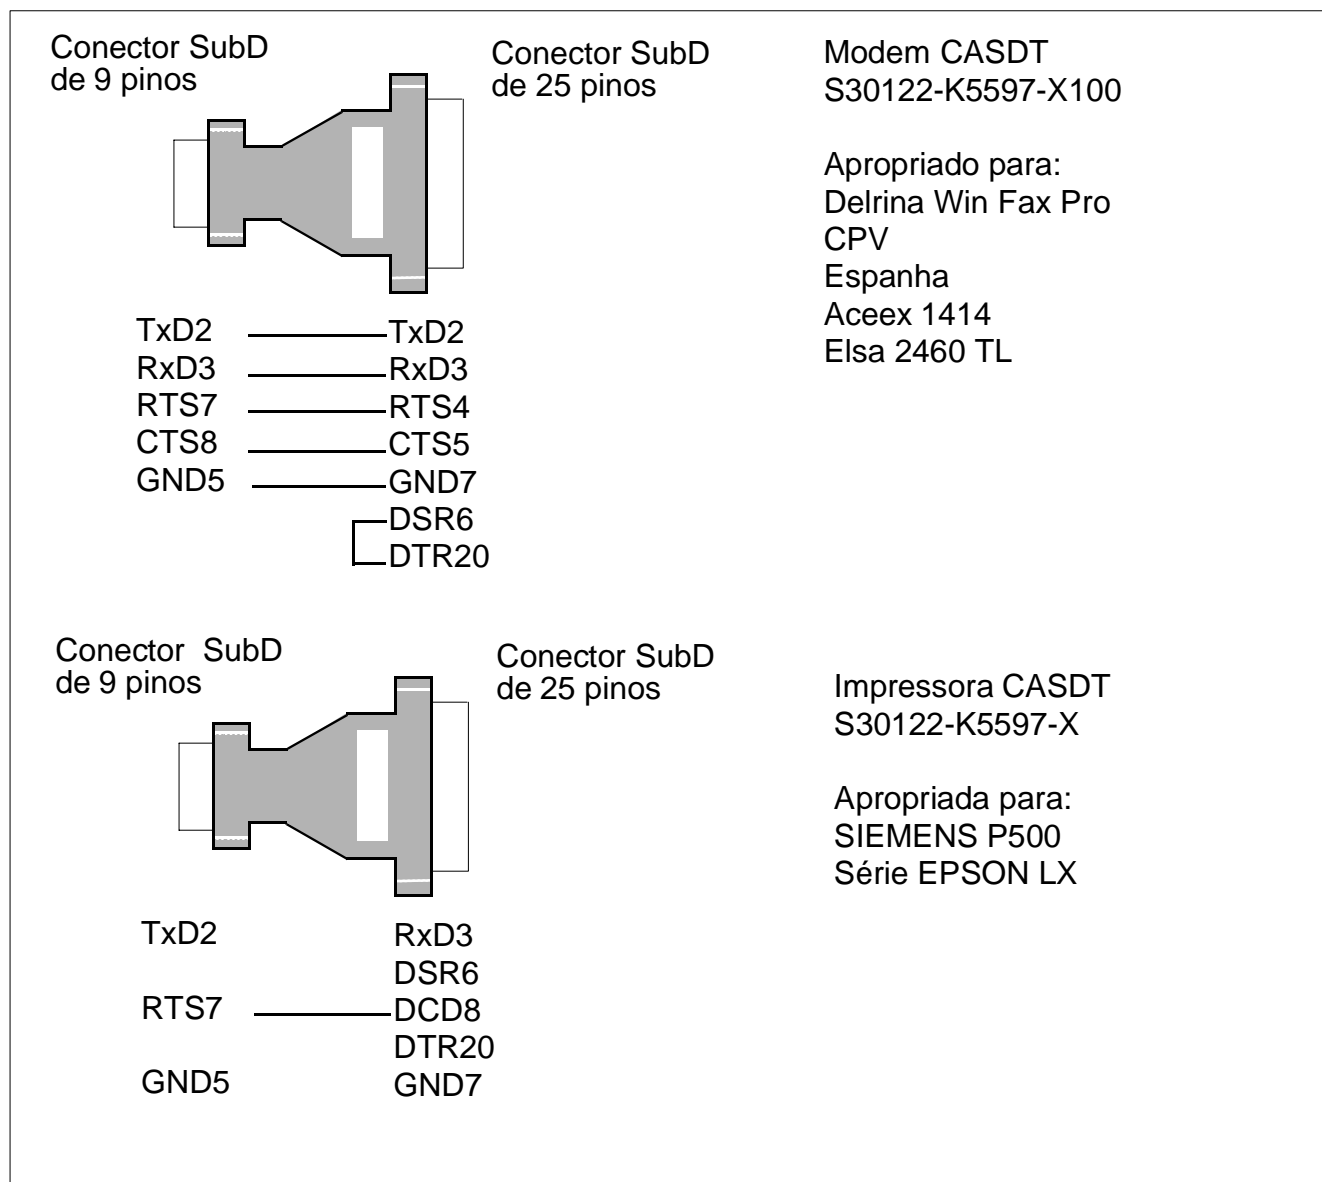 Conector SubD
de 9 pinos
Conector SubD
de 25 pinos
Modem CASDT
S30122-K5597-X100
Apropriado para:
Delrina Win Fax Pro
CPV
Espanha
Aceex 1414
Elsa 2460 TL
TxD2 TxD2
RxD3 RxD3
RTS7 RTS4
CTS8 CTS5
GND5 GND7
DSR6
DTR20
Conector SubD
de 9 pinos
Conector SubD
de 25 pinos
Impressora CASDT
S30122-K5597-X
Apropriada para:
SIEMENS P500
Série EPSON LX
TxD2 RxD3
DSR6
RTS7 DCD8
DTR20
GND5 GND7